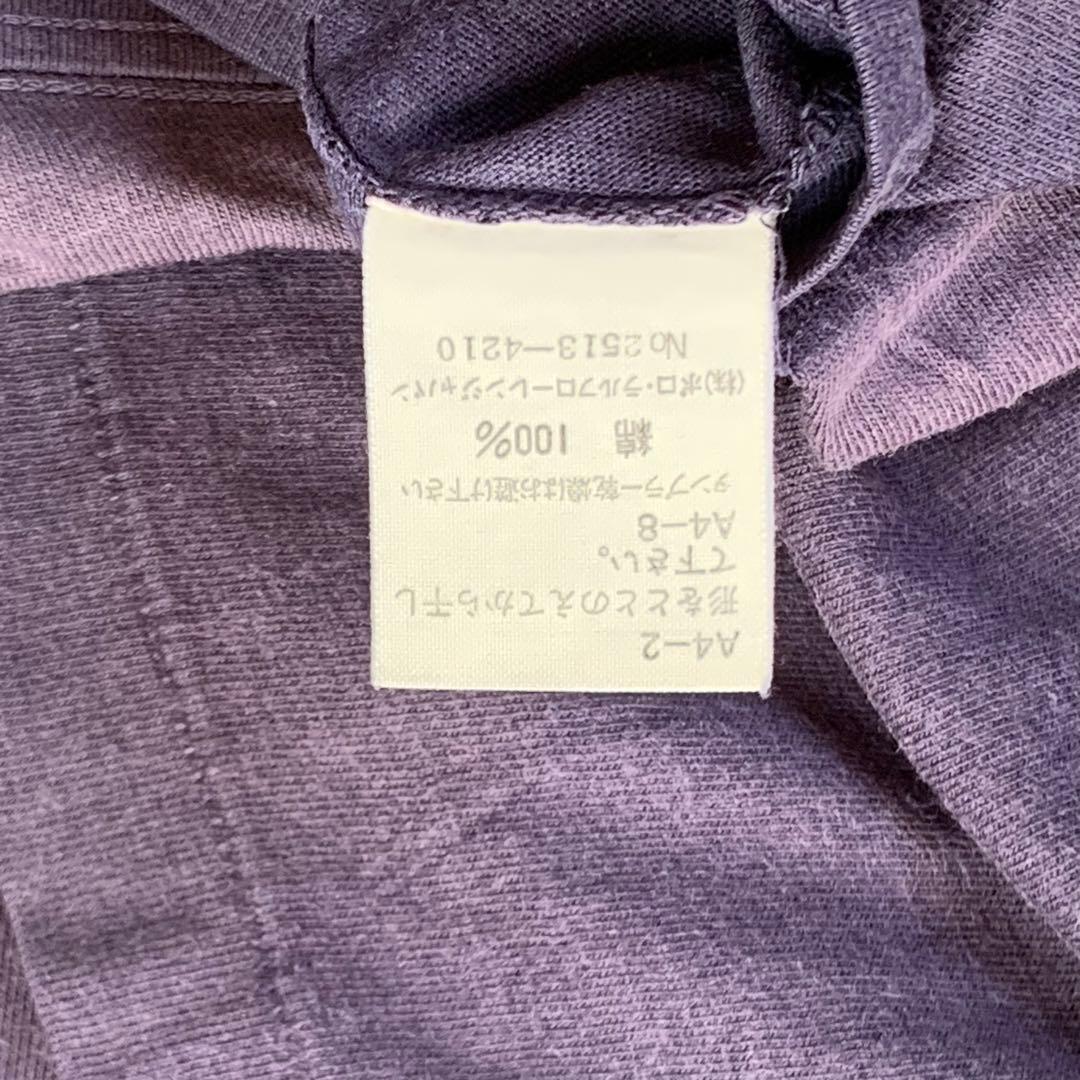 A4-2
形をととのえてから干し
て下さい。
A4-8
タンブラー乾燥はお避け下さい
綿 100%
(株)ポロ・ラルフローレンジャパン
No2513-4210